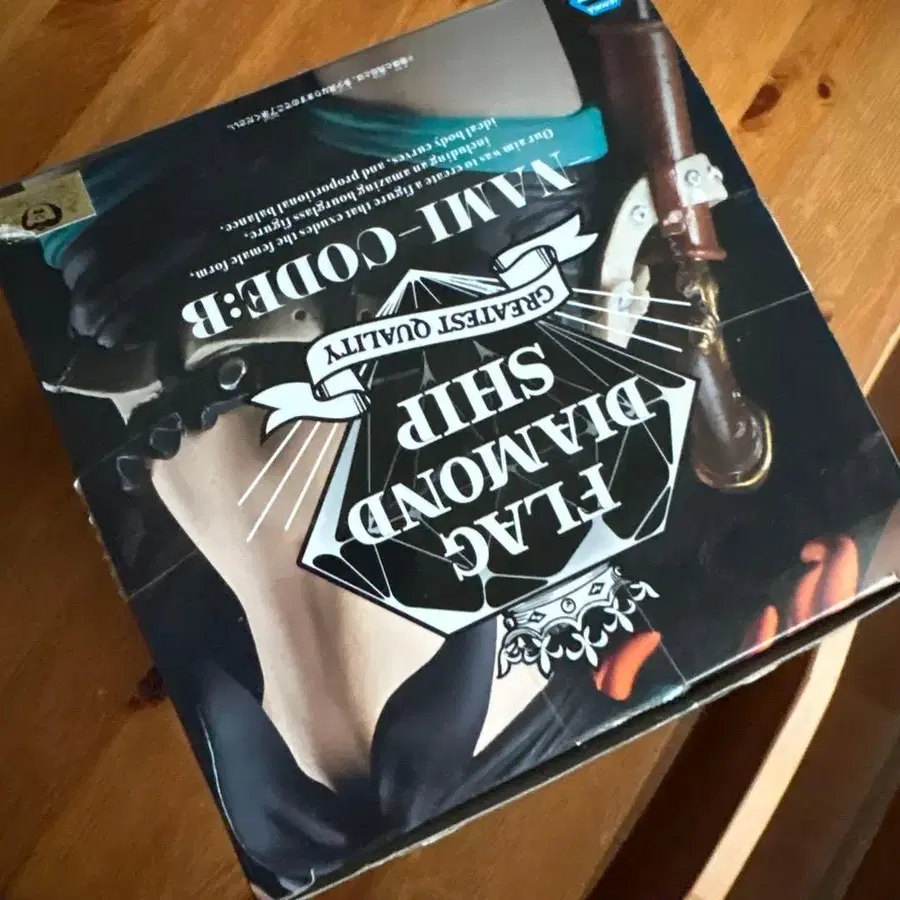 FLAG
DIAMOND
SHIP
GREATEST QUALITY
NAMI-CODE:B
Our aim was to create a figure that exudes the female form,
including an amazing hourglass figure,
ideal body curves, and proportional balance.